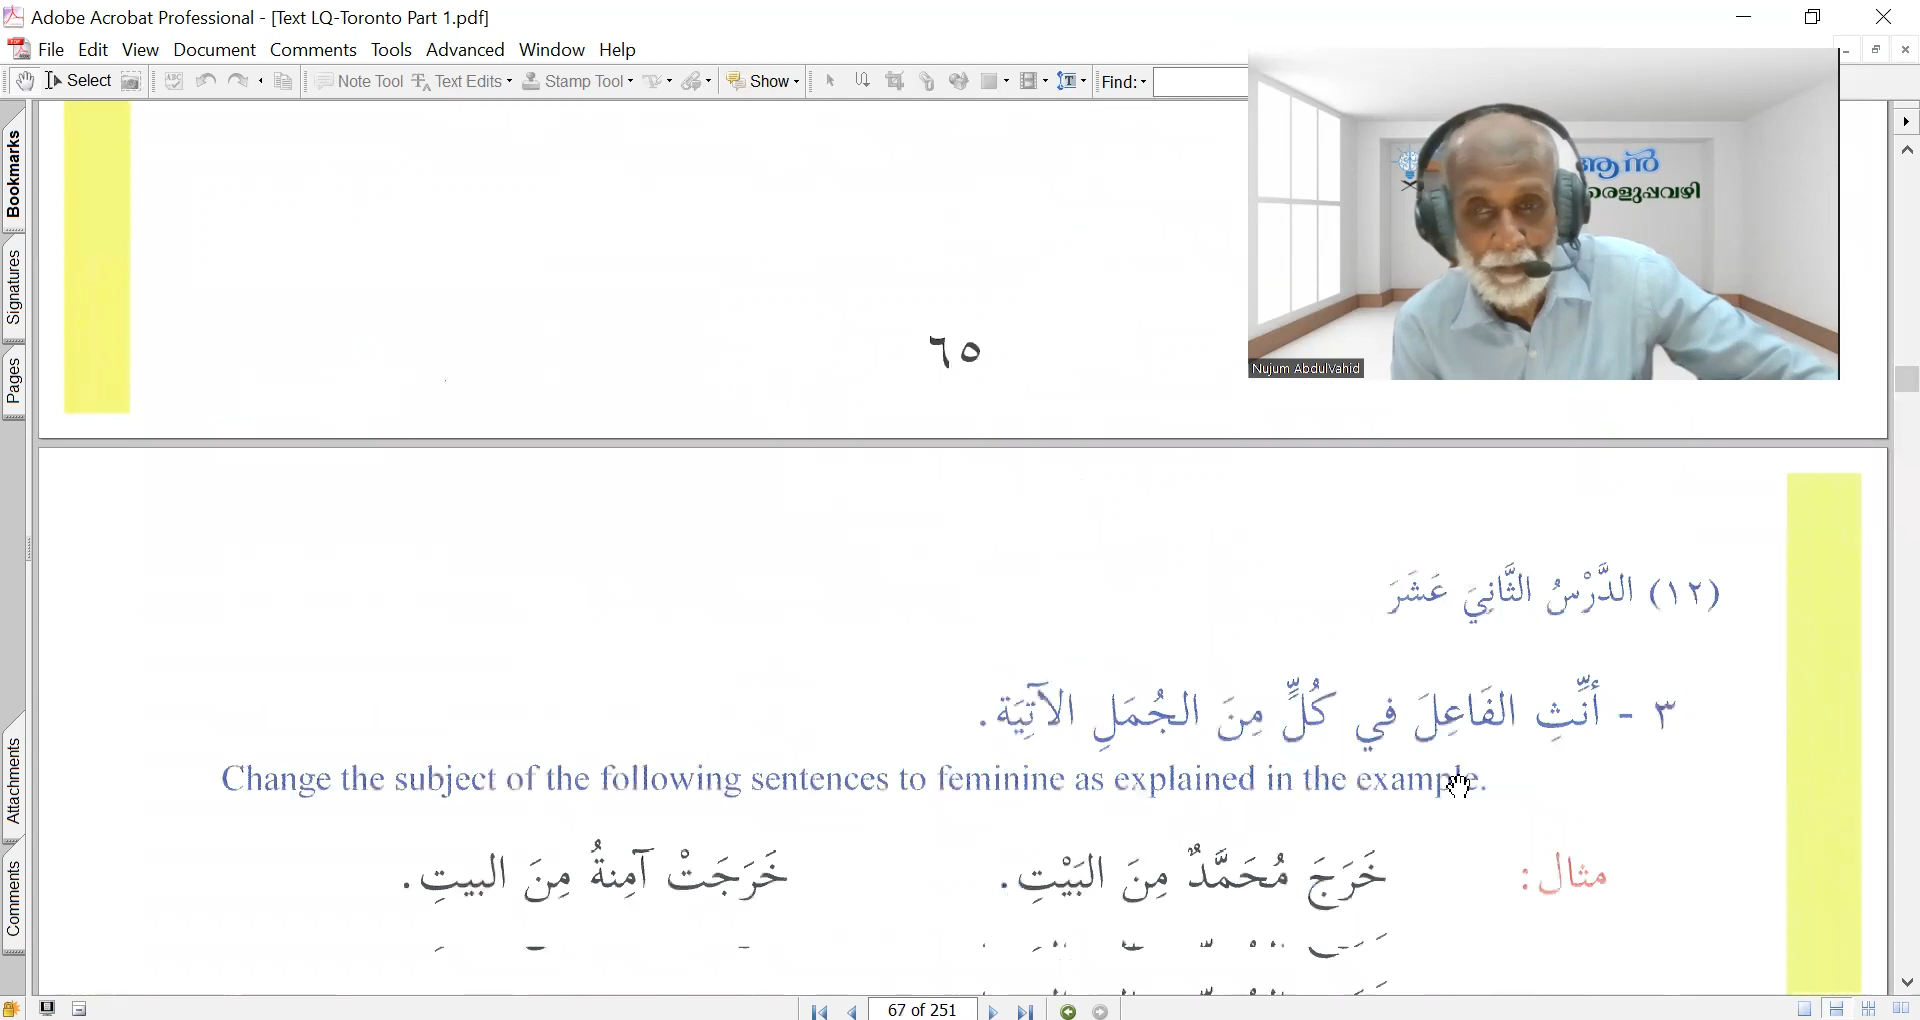 Adobe Acrobat Professional - [Text LQ-Toronto Part 1.pdf]
File Edit View Document Comments Tools Advanced Window Help
Select Note Tool Text Edits Stamp Tool Show Find:
Bookmarks
Signatures
Pages
Attachments
Comments
Nujum AbdulVahid
٦٥
(١٢) الدَّرْسُ الثَّانِيَ عَشَرَ
٣ - أَنِّثِ الفَاعِلَ في كُلٍّ مِنَ الجُمَلِ الآتِيَة.
Change the subject of the following sentences to feminine as explained in the example.
مثال: خَرَجَ مُحَمَّدٌ مِنَ البَيْتِ. خَرَجَتْ آمِنةُ مِنَ البيتِ.
67 of 251